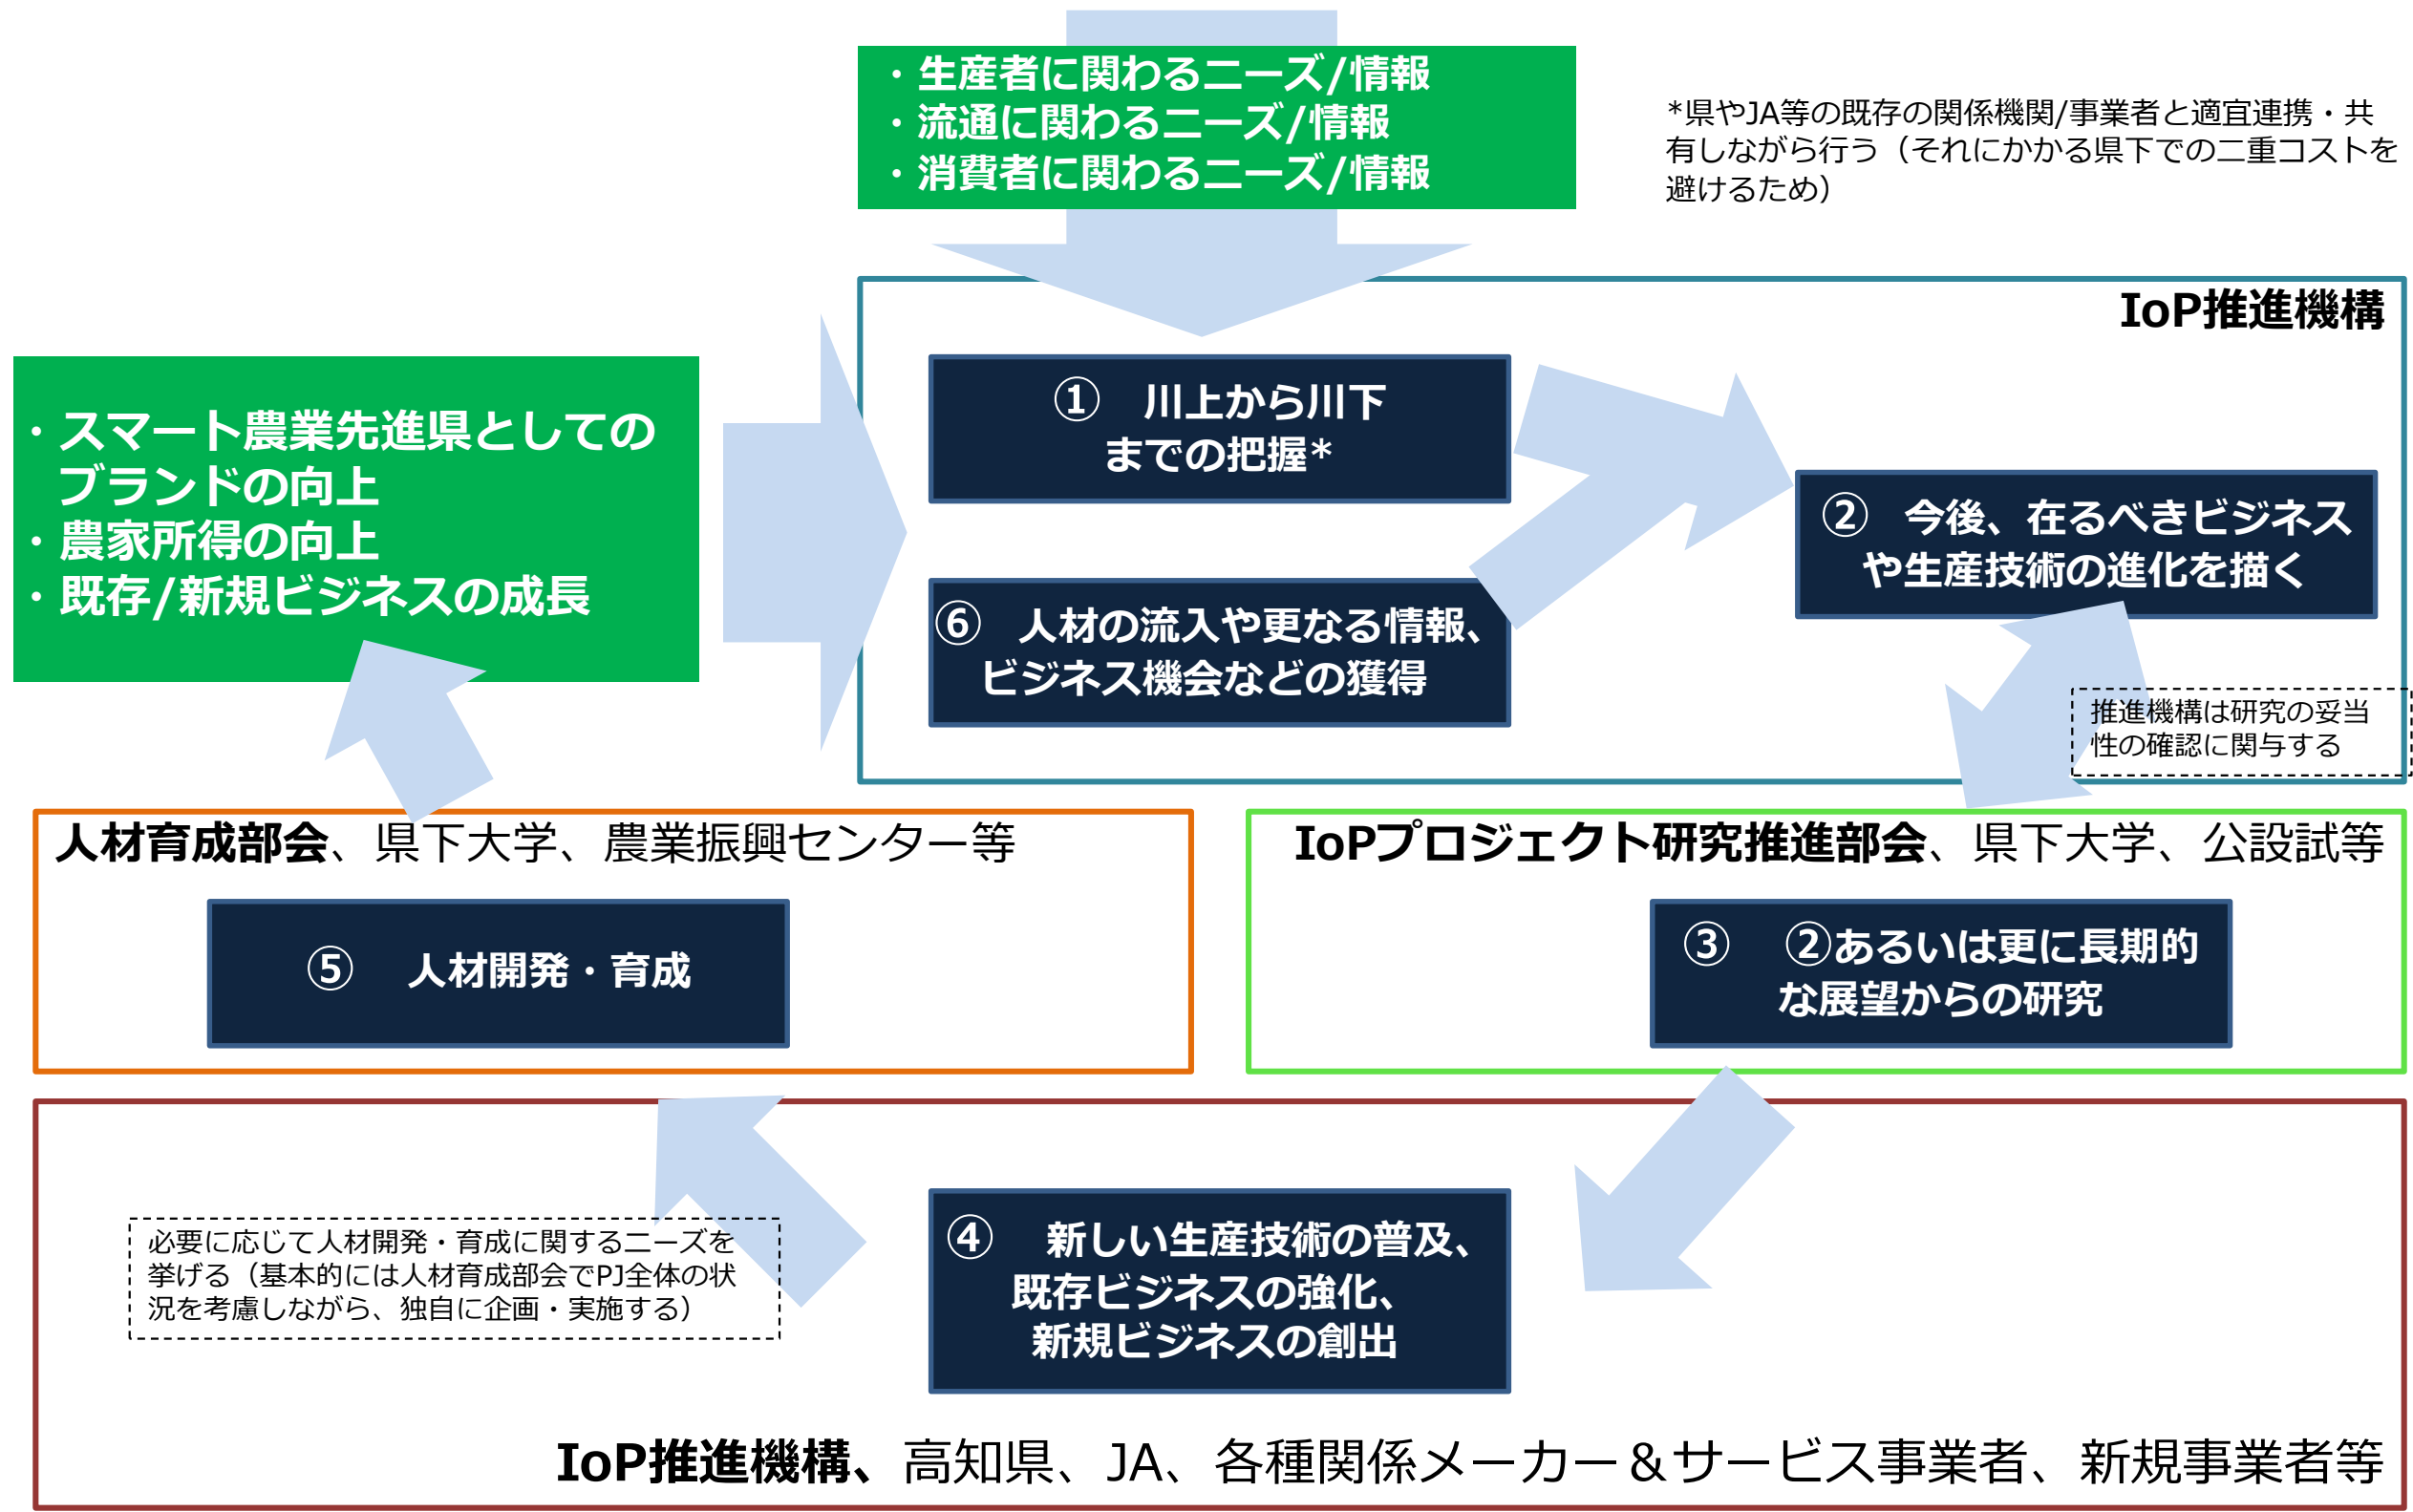 ・生産者に関わるニーズ/情報
・流通に関わるニーズ/情報
・消費者に関わるニーズ/情報
*県やJA等の既存の関係機関/事業者と適宜連携・共
有しながら行う（それにかかる県下での二重コストを
避けるため）
IoP推進機構
① 川上から川下
までの把握*
・スマート農業先進県としての
ブランドの向上
・農家所得の向上
・既存/新規ビジネスの成長
② 今後、在るべきビジネス
や生産技術の進化を描く
⑥ 人材の流入や更なる情報、
ビジネス機会などの獲得
推進機構は研究の妥当
性の確認に関与する
人材育成部会、県下大学、農業振興センター等
⑤ 人材開発・育成
IoPプロジェクト研究推進部会、県下大学、公設試等
③ ②あるいは更に長期的
な展望からの研究
必要に応じて人材開発・育成に関するニーズを
挙げる（基本的には人材育成部会でPJ全体の状
況を考慮しながら、独自に企画・実施する）
④ 新しい生産技術の普及、
既存ビジネスの強化、
新規ビジネスの創出
IoP推進機構、高知県、JA、各種関係メーカー＆サービス事業者、新規事業者等